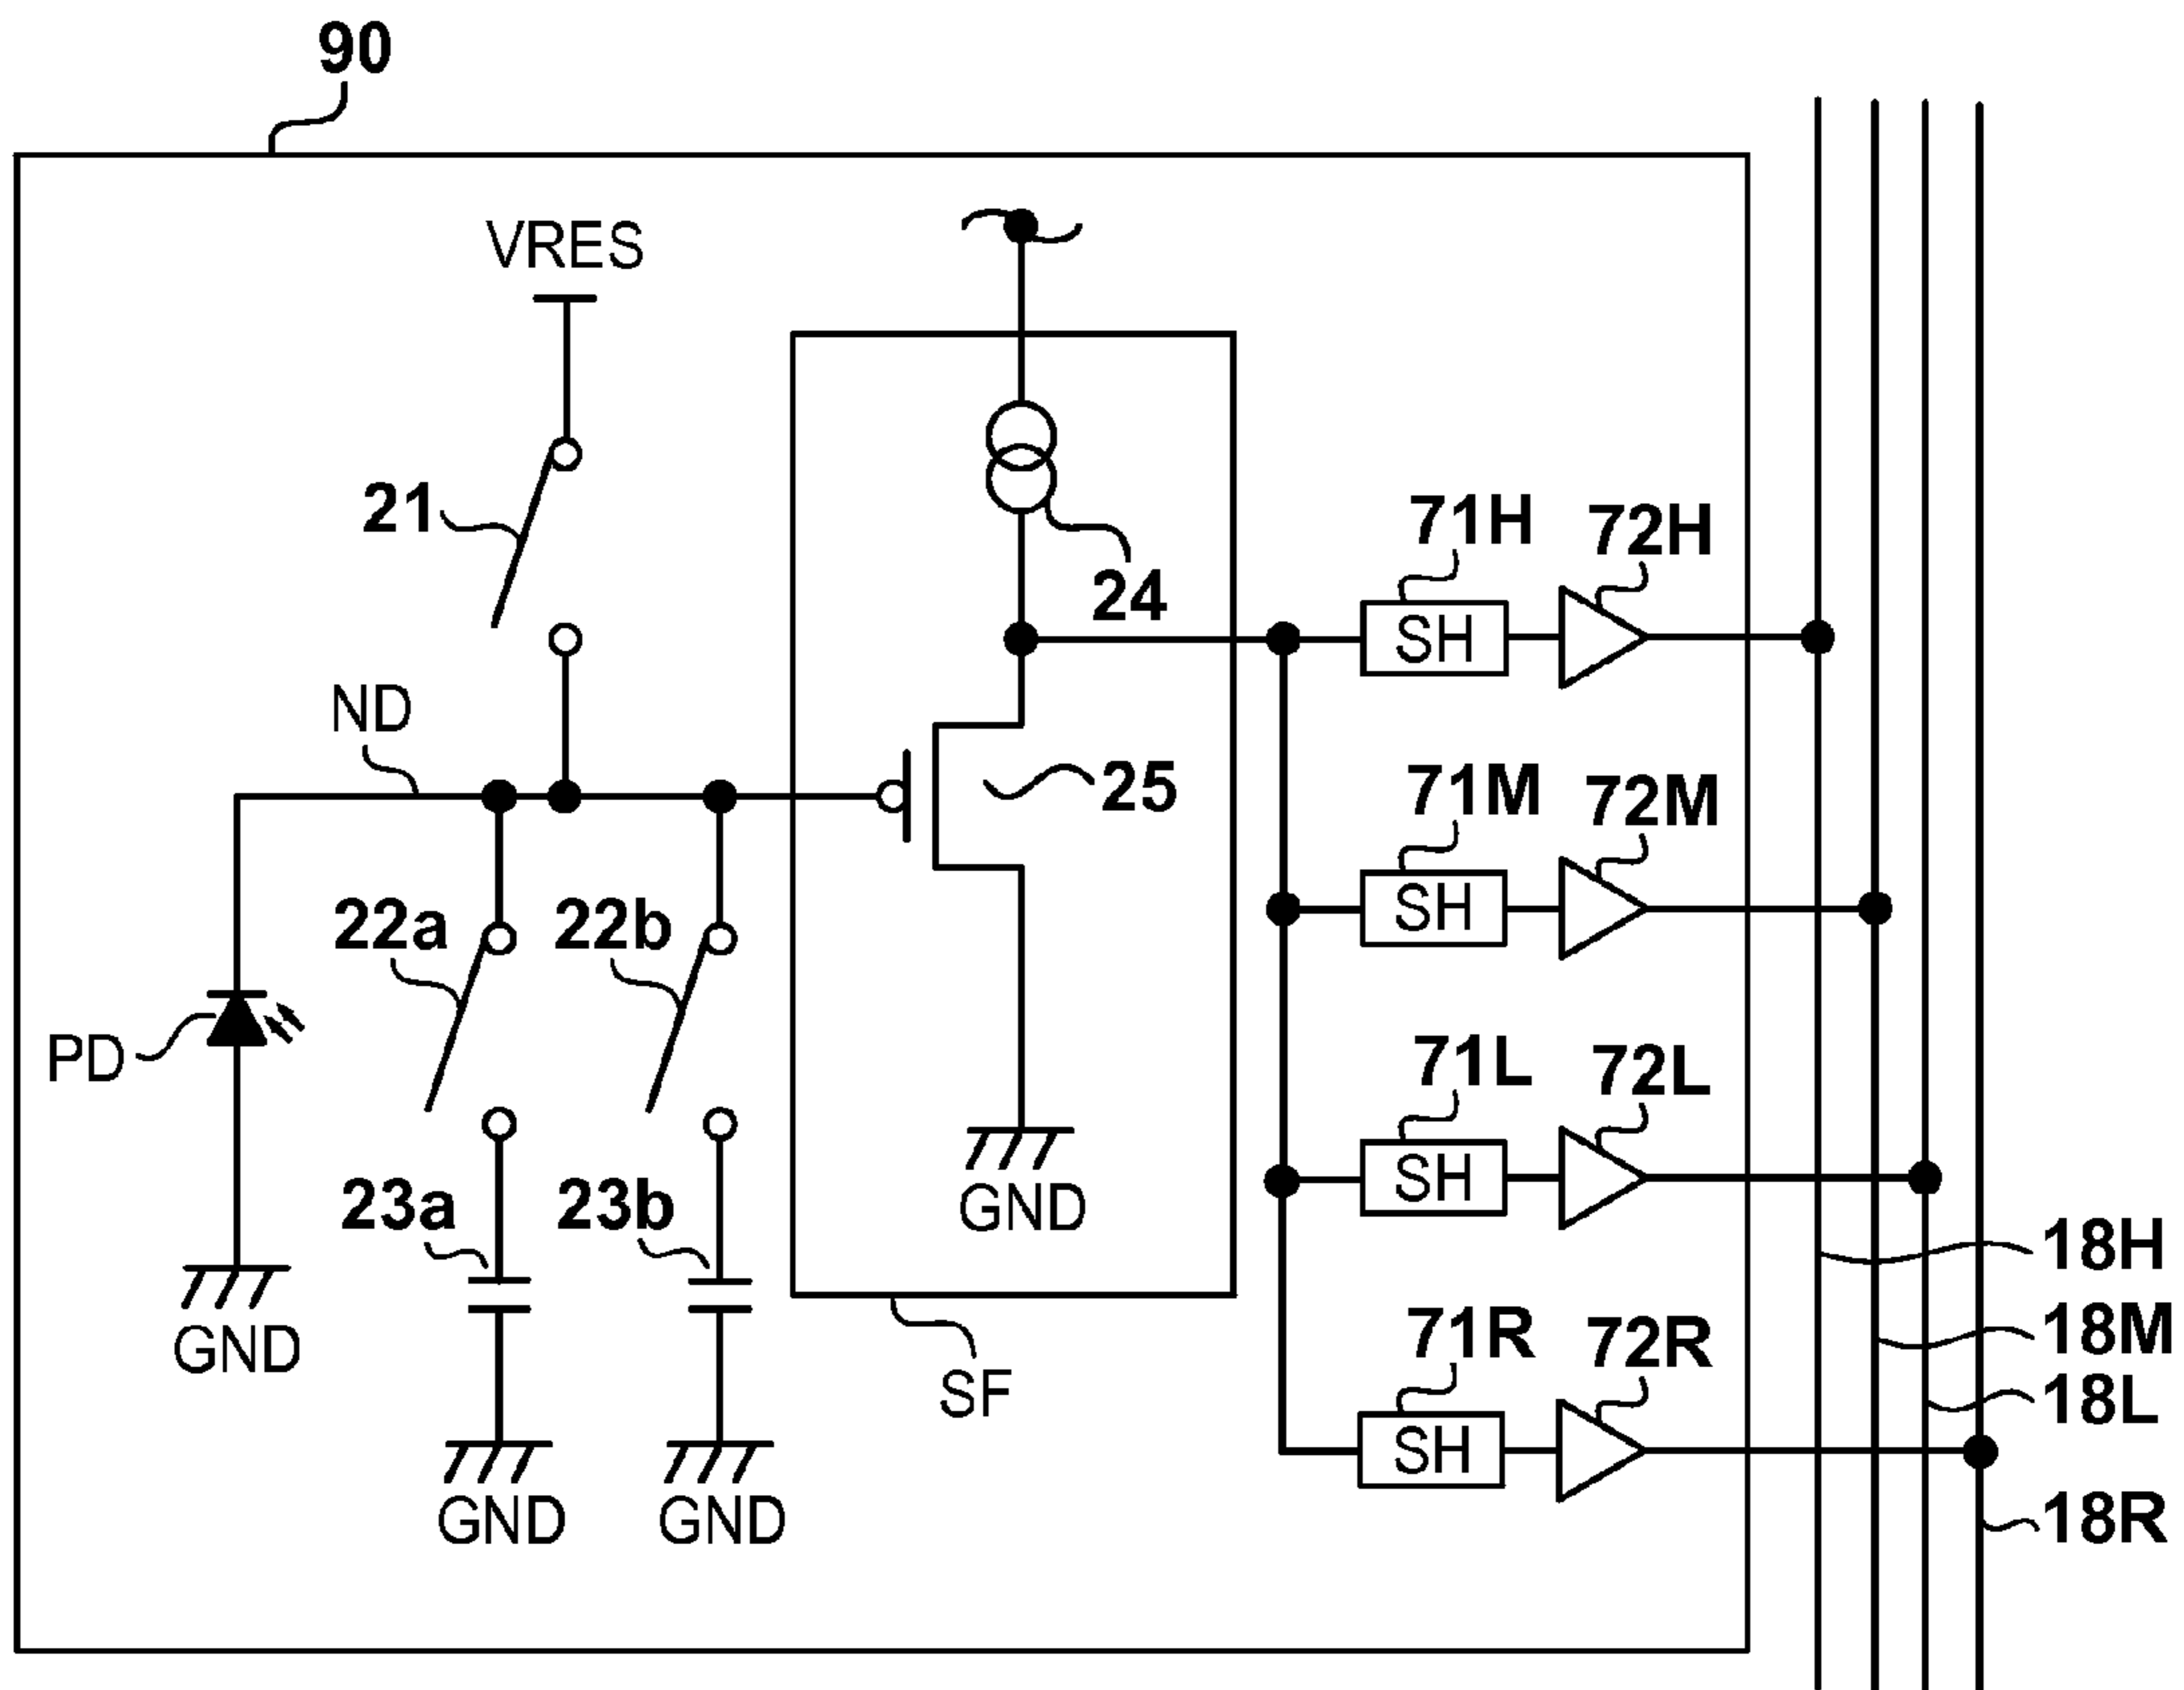 90
VRES
21
24
71H
72H
SH
ND
25
71M
72M
SH
22a
22b
PD
71L
72L
SH
23a
23b
GND
18H
GND
71R
72R
18M
SF
18L
SH
GND
GND
18R